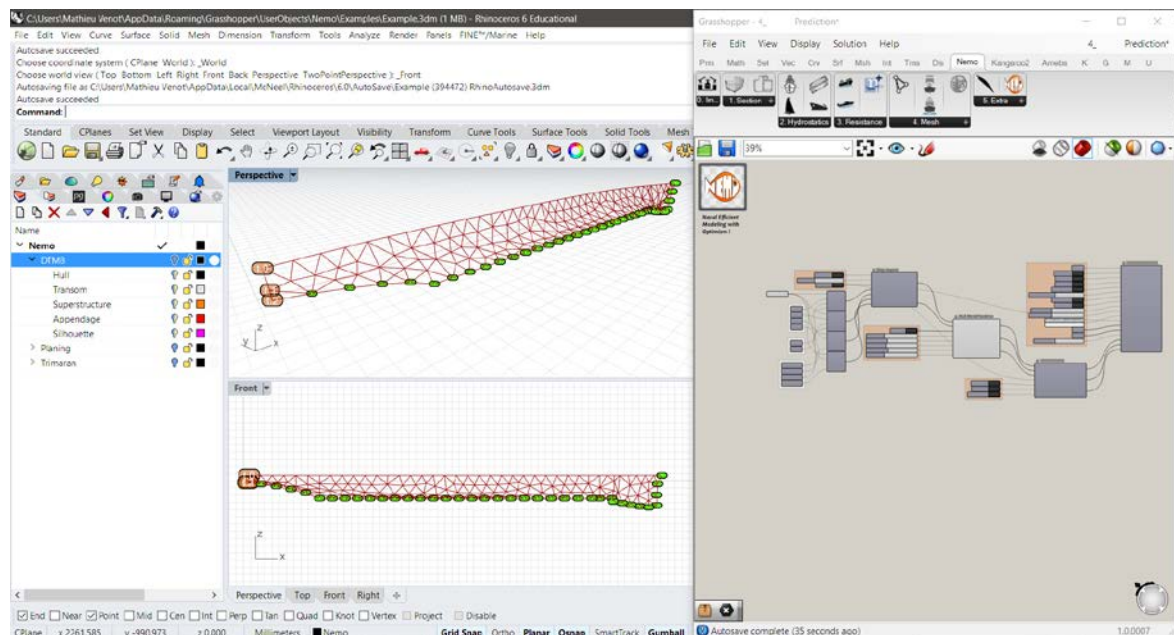 C:\Users\Mathieu Venot\AppData\Roaming\Grasshopper\UserObjects\Nemo\Examples\Example.3dm (1 MB) - Rhinoceros 6 Educational
File Edit View Curve Surface Solid Mesh Dimension Transform Tools Analyze Render Panels FINE™/Marine Help
Autosave succeeded
Choose coordinate system ( CPlane World ): _World
Choose world view ( Top Bottom Left Right Front Back Perspective TwoPointPerspective ): _Front
Autosaving file as C:\Users\Mathieu Venot\AppData\Local\McNeel\Rhinoceros\6.0\AutoSave\Example (394472) RhinoAutosave.3dm
Autosave succeeded
Command:
Standard CPlanes Set View Display Select Viewport Layout Visibility Transform Curve Tools Surface Tools Solid Tools Mesh
Name
Nemo
DTMB
Hull
Transom
Superstructure
Appendage
Silhouette
Planing
Trimaran
Perspective
z
y
x
Front
z
x
Perspective Top Front Right
End Near Point Mid Cen Int Perp Tan Quad Knot Vertex Project Disable
CPlane x 2261.585 y -990.973 z 0.000 Millimeters Nemo Grid Snap Ortho Planar Osnap SmartTrack Gumball
Grasshopper - 4_ Prediction*
File Edit View Display Solution Help 4_ Prediction*
Prm Math Set Vec Crv Srf Msh Int Trns Dis Nemo Kangaroo2 Ameba K G M U
1. Section 5. Extra
2. Hydrostatics 3. Resistance 4. Mesh
39%
NEMO
Naval Efficient
Modeling with
Optimism !
Autosave complete (35 seconds ago) 1.0.0007